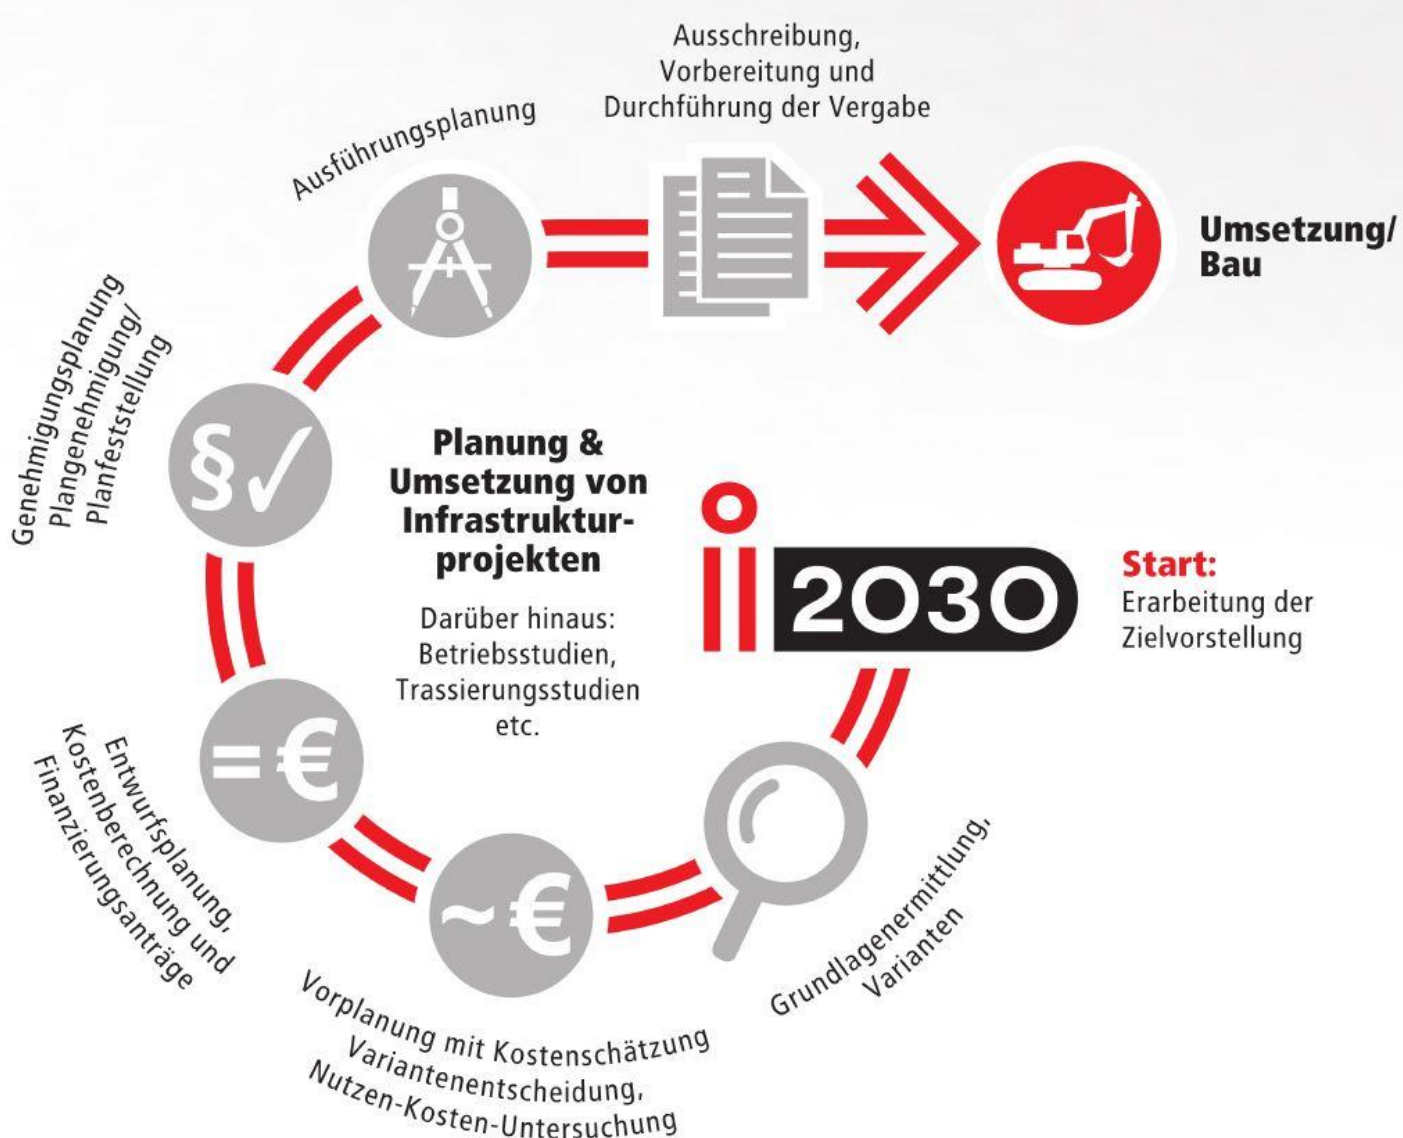 Ausschreibung,
Vorbereitung und
Durchführung der Vergabe
Ausführungsplanung
Umsetzung/
Bau
Genehmigungsplanung
Plangenehmigung/
Planfeststellung
§✓
Planung &
Umsetzung von
Infrastruktur-
projekten
Darüber hinaus:
Betriebsstudien,
Trassierungsstudien
etc.
i2030
Start:
Erarbeitung der
Zielvorstellung
=€
Entwurfsplanung,
Kostenberechnung und
Finanzierungsanträge
~€
Vorplanung mit Kostenschätzung
Variantenentscheidung,
Nutzen-Kosten-Untersuchung
Grundlagenermittlung,
Varianten